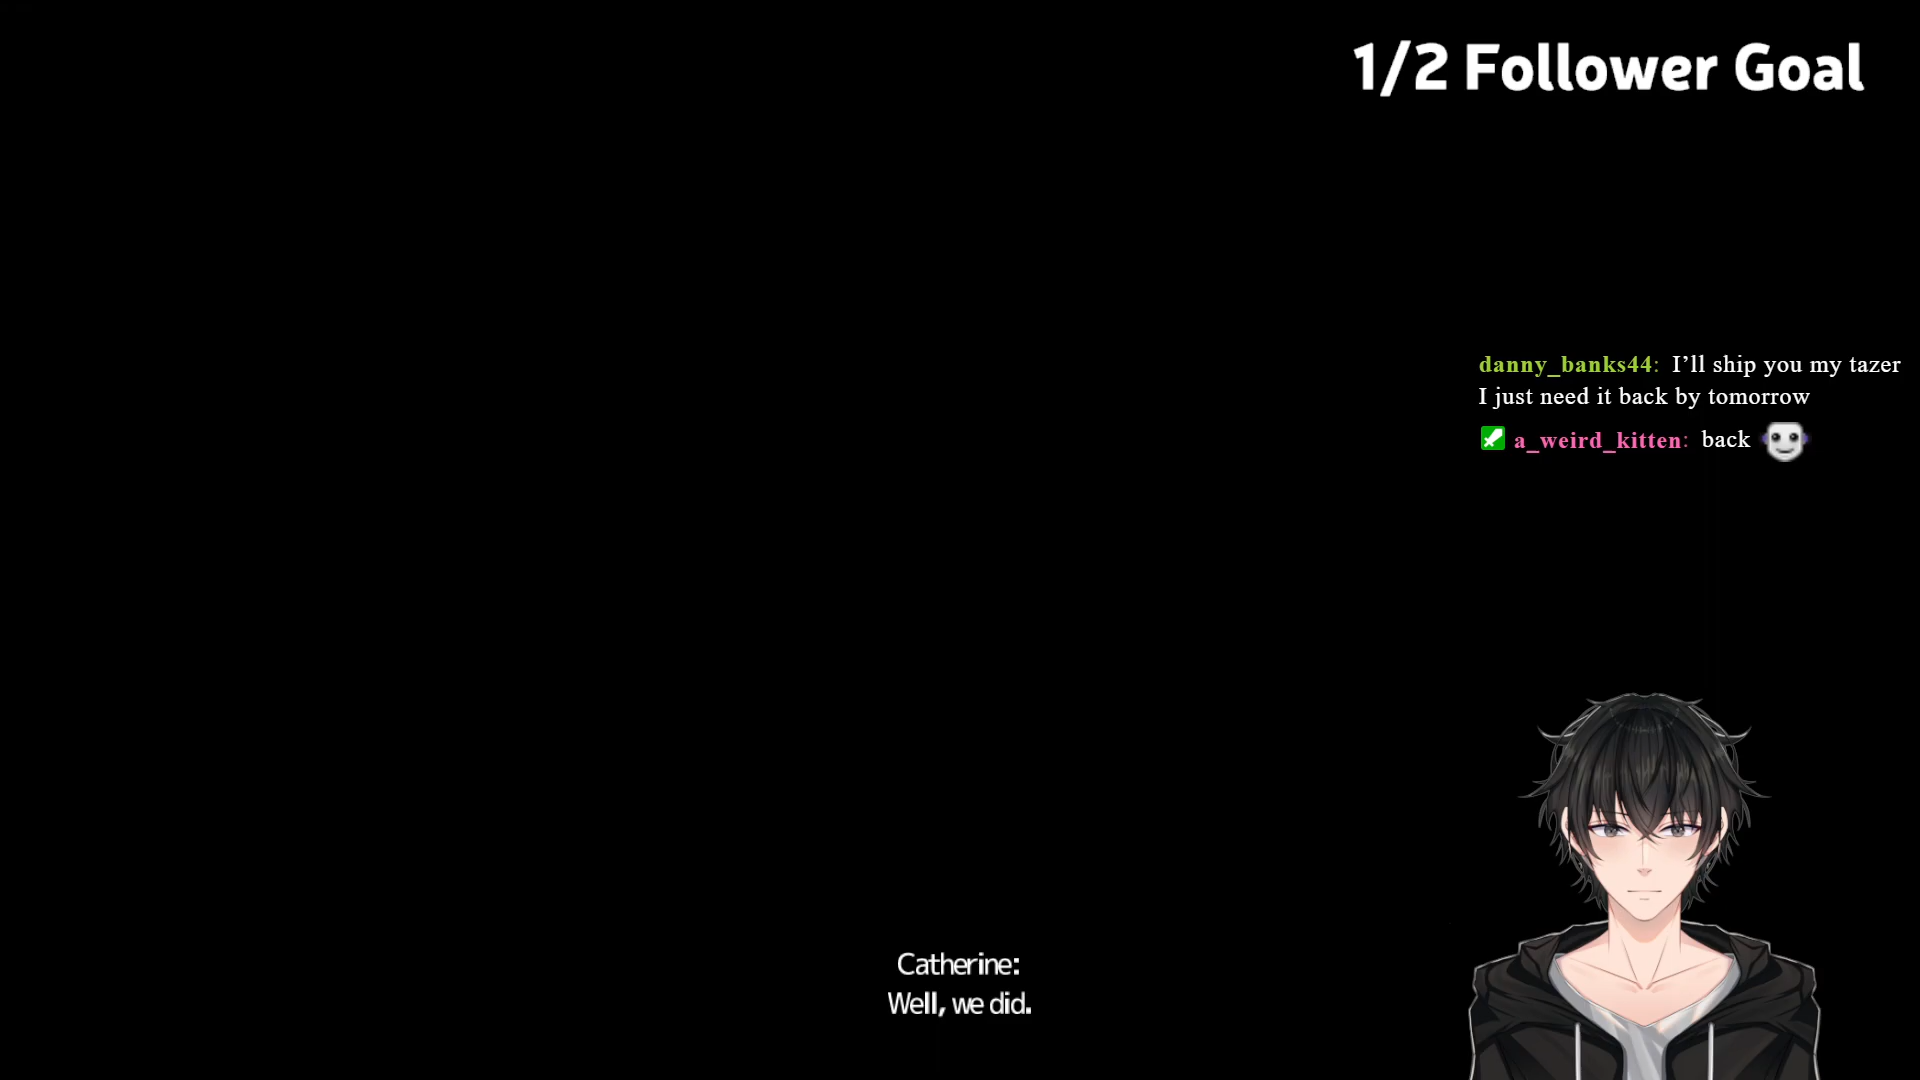 1/2 Follower Goal
danny_banks44: I’ll ship you my tazer
I just need it back by tomorrow
a_weird_kitten: back
Catherine:
Well, we did.